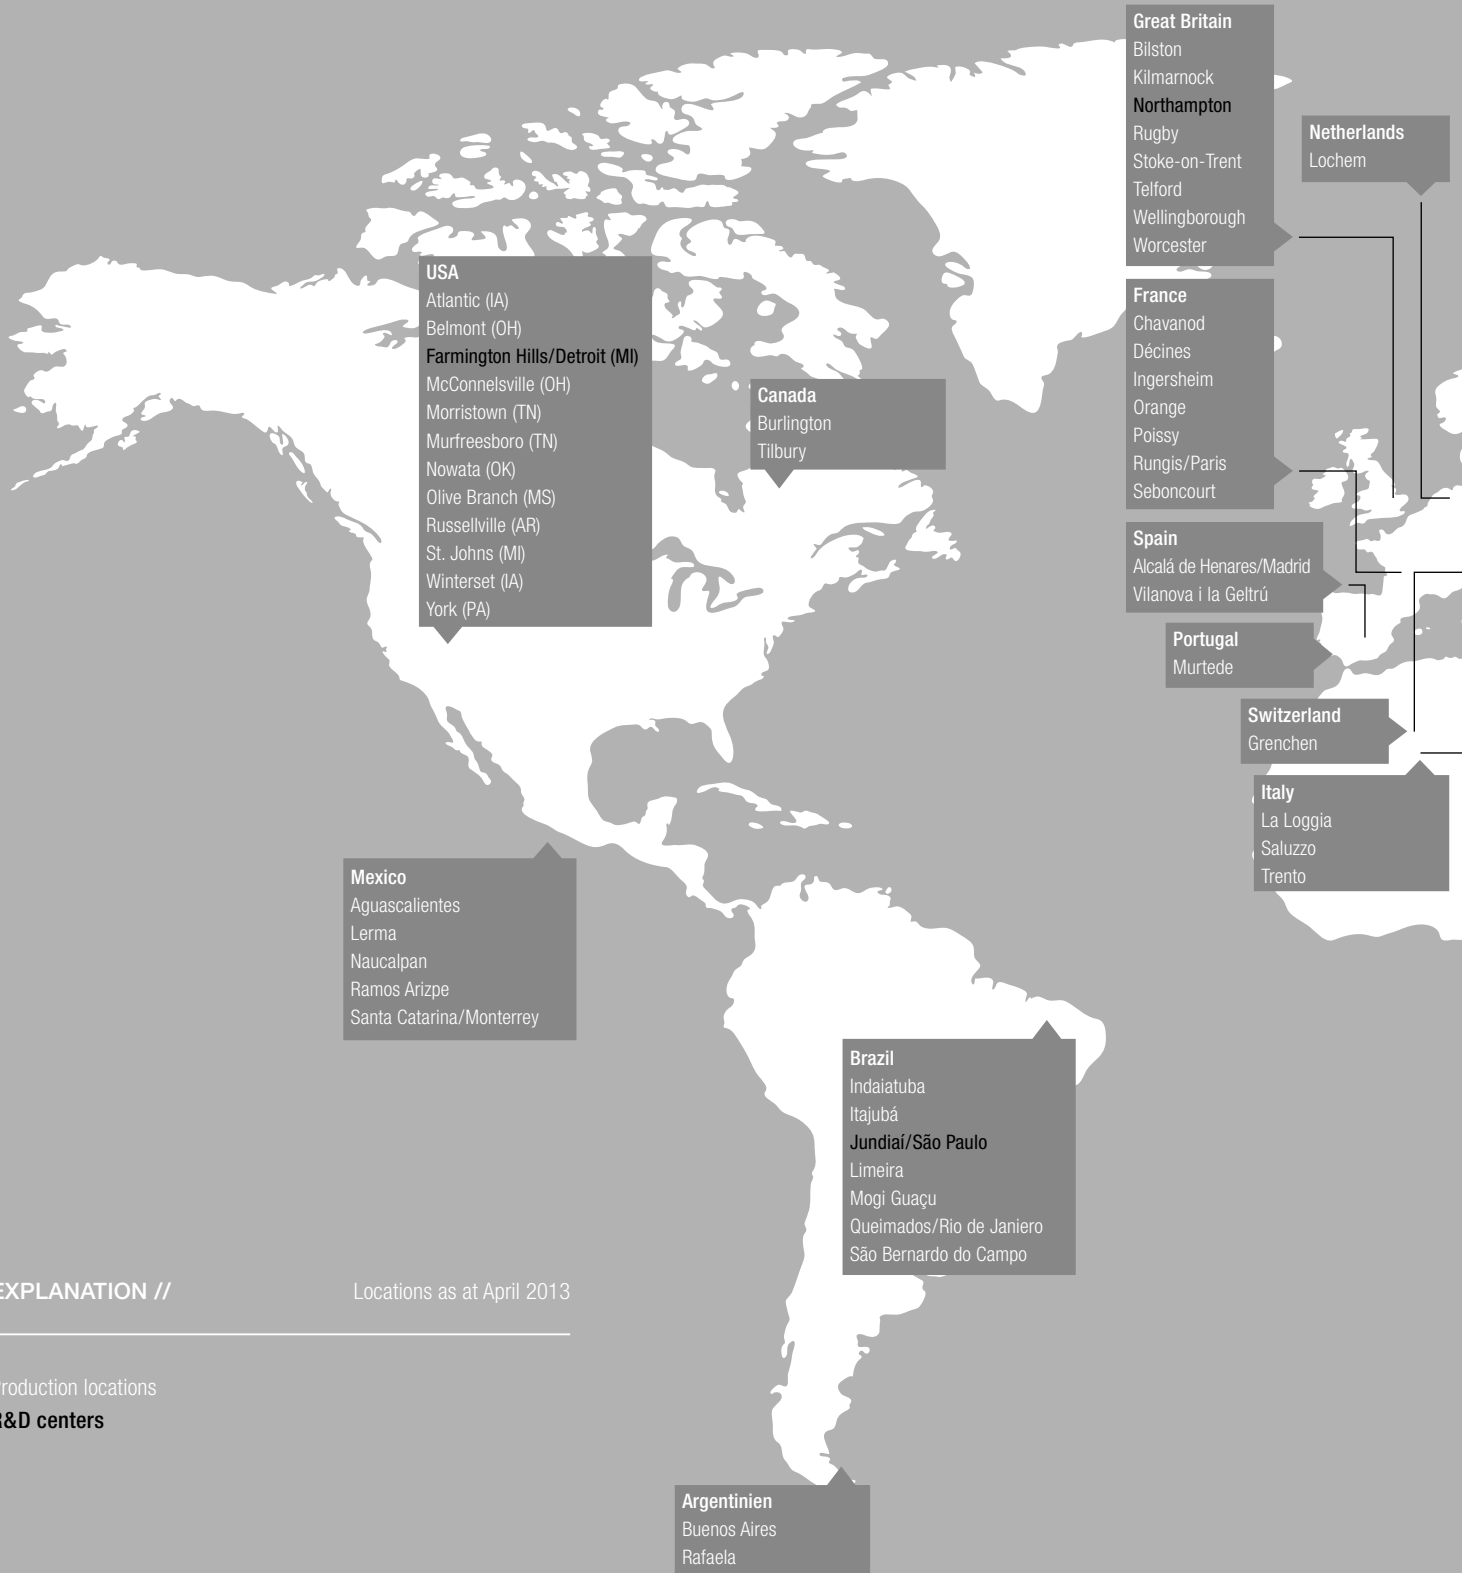 Great Britain
Bilston
Kilmarnock
Northampton
Rugby
Stoke-on-Trent
Telford
Wellingborough
Worcester
Netherlands
Lochem
USA
Atlantic (IA)
Belmont (OH)
Farmington Hills/Detroit (MI)
McConnelsville (OH)
Morristown (TN)
Murfreesboro (TN)
Nowata (OK)
Olive Branch (MS)
Russellville (AR)
St. Johns (MI)
Winterset (IA)
York (PA)
Canada
Burlington
Tilbury
France
Chavanod
Décines
Ingersheim
Orange
Poissy
Rungis/Paris
Seboncourt
Spain
Alcalá de Henares/Madrid
Vilanova i la Geltrú
Portugal
Murtede
Switzerland
Grenchen
Italy
La Loggia
Saluzzo
Trento
Mexico
Aguascalientes
Lerma
Naucalpan
Ramos Arizpe
Santa Catarina/Monterrey
Brazil
Indaiatuba
Itajubá
Jundiaí/São Paulo
Limeira
Mogi Guaçu
Queimados/Rio de Janiero
São Bernardo do Campo
EXPLANATION // Locations as at April 2013
Production locations
R&D centers
Argentinien
Buenos Aires
Rafaela